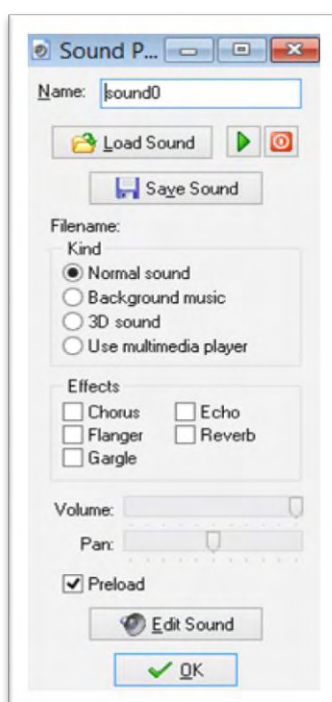 Sound P...
Name: sound0
Load Sound
Save Sound
Filename:
Kind
Normal sound
Background music
3D sound
Use multimedia player
Effects
Chorus Echo
Flanger Reverb
Gargle
Volume:
Pan:
Preload
Edit Sound
OK